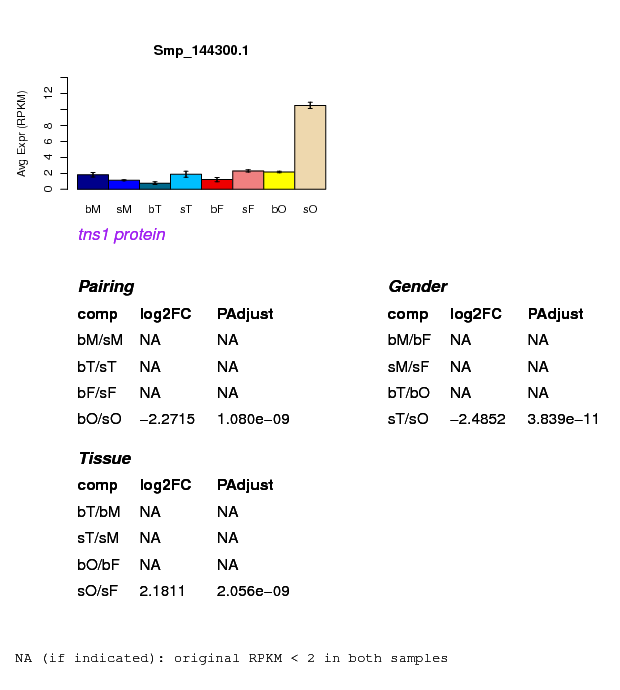 Smp_144300.1
Avg Expr (RPKM)
12
8
6
4
2
0
bM sM bT sT bF sF bO sO
tns1 protein
Pairing
comp log2FC PAdjust
bM/sM NA NA
bT/sT NA NA
bF/sF NA NA
bO/sO −2.2715 1.080e−09
Gender
comp log2FC PAdjust
bM/bF NA NA
sM/sF NA NA
bT/bO NA NA
sT/sO −2.4852 3.839e−11
Tissue
comp log2FC PAdjust
bT/bM NA NA
sT/sM NA NA
bO/bF NA NA
sO/sF 2.1811 2.056e−09
NA (if indicated): original RPKM < 2 in both samples